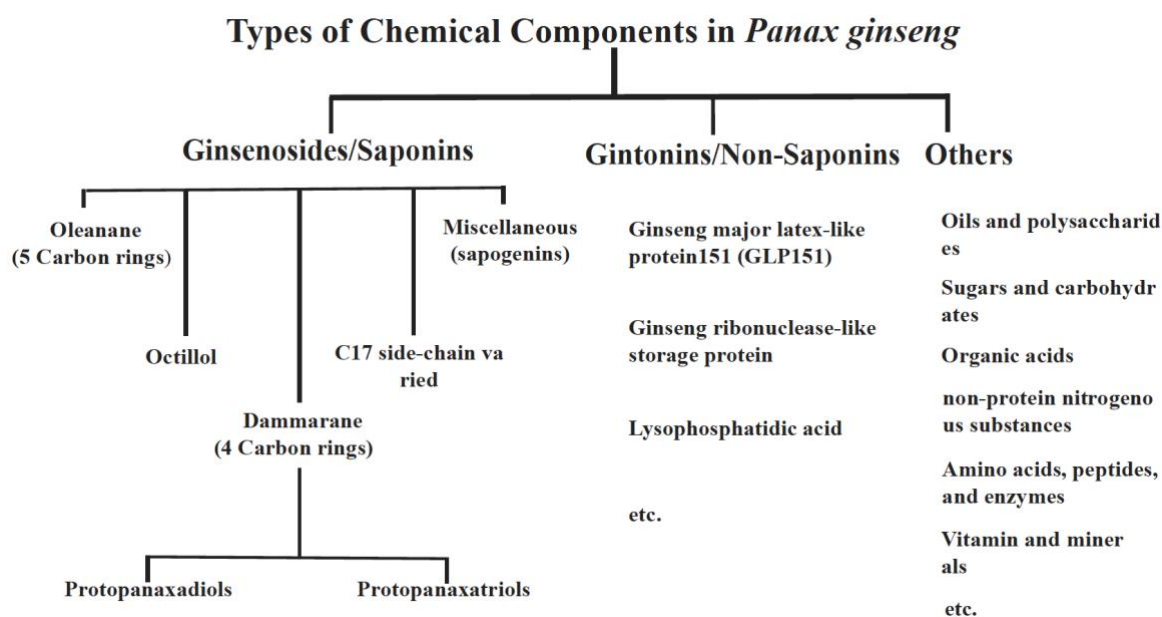 Types of Chemical Components in Panax ginseng
Ginsenosides/Saponins
Oleanane
(5 Carbon rings)
Octillol
Dammarane
(4 Carbon rings)
Protopanaxadiols
Protopanaxatriols
C17 side-chain va
ried
Miscellaneous
(sapogenins)
Gintonins/Non-Saponins
Ginseng major latex-like
protein151 (GLP151)
Ginseng ribonuclease-like
storage protein
Lysophosphatidic acid
etc.
Others
Oils and polysaccharid
es
Sugars and carbohydr
ates
Organic acids
non-protein nitrogeno
us substances
Amino acids, peptides,
and enzymes
Vitamin and miner
als
etc.